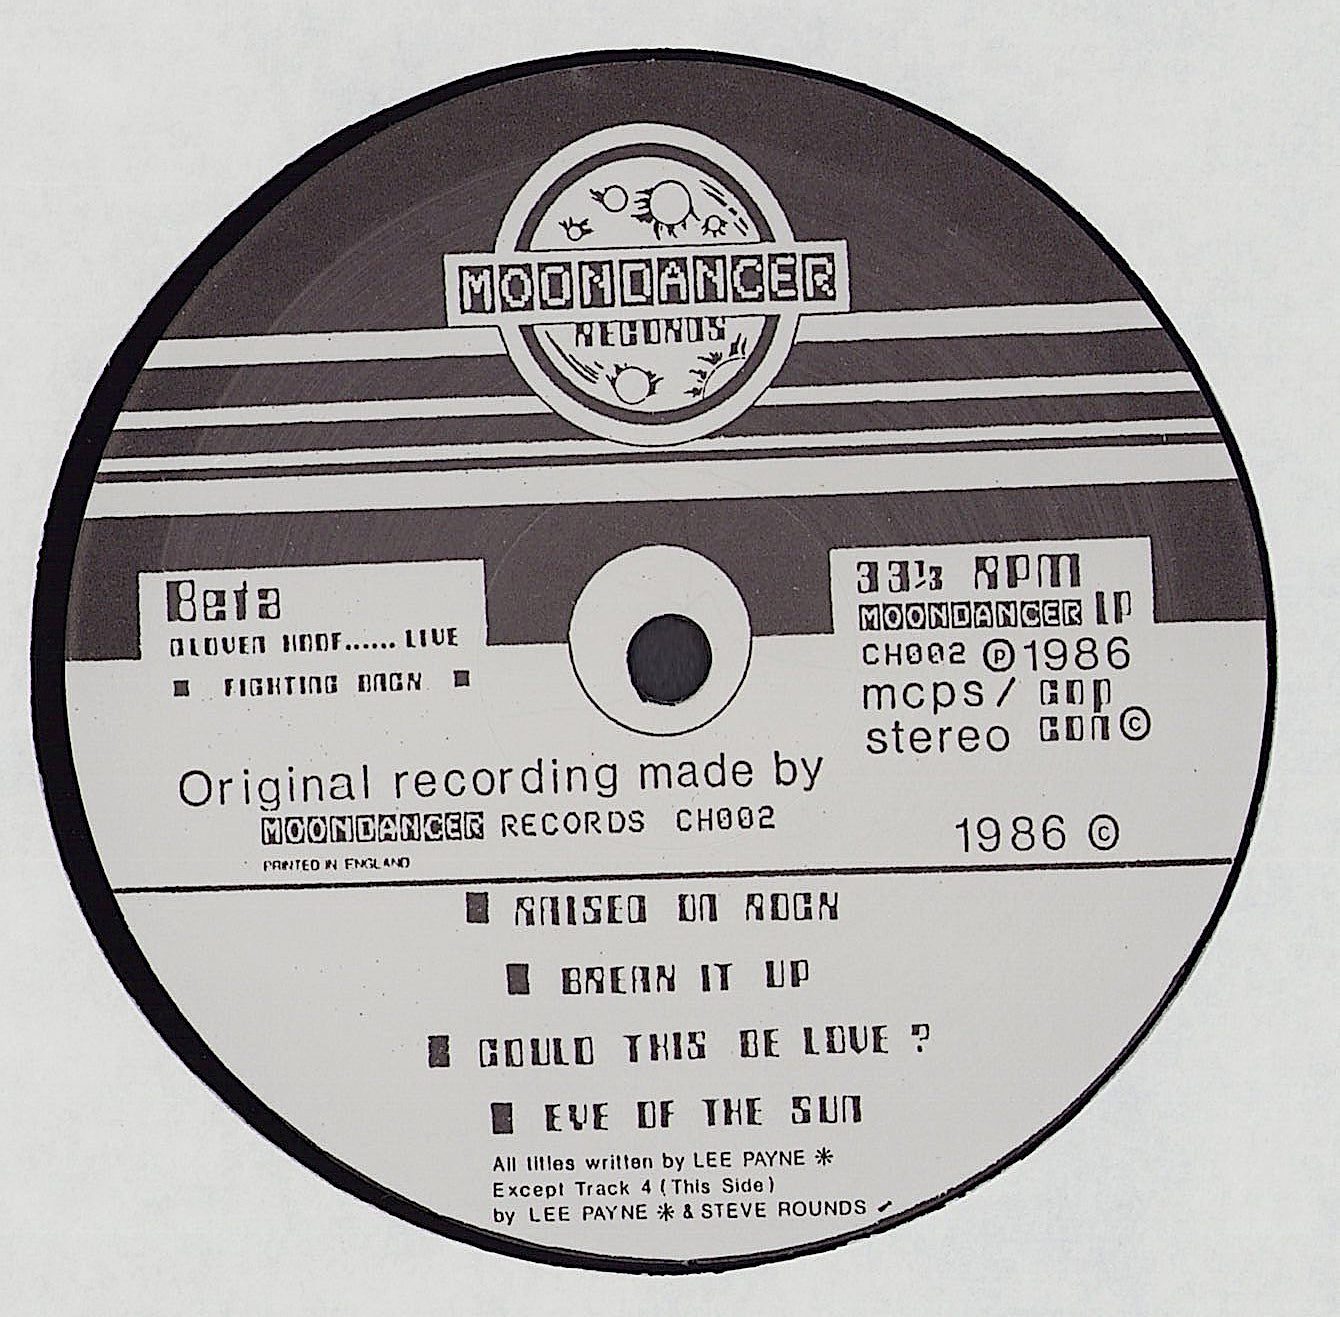 MOONDANCER
RECORDS
Beta
CLOVEN HOOF...... LIVE
FIGHTING BACK
33⅓ RPM
MOONDANCER LP
CH002 ℗ 1986
mcps/ cop
stereo con ©
Original recording made by
MOONDANCER RECORDS CH002
1986 ©
PRINTED IN ENGLAND
RAISED ON ROCK
BREAK IT UP
COULD THIS BE LOVE ?
EYE OF THE SUN
All titles written by LEE PAYNE *
Except Track 4 (This Side)
by LEE PAYNE * & STEVE ROUNDS